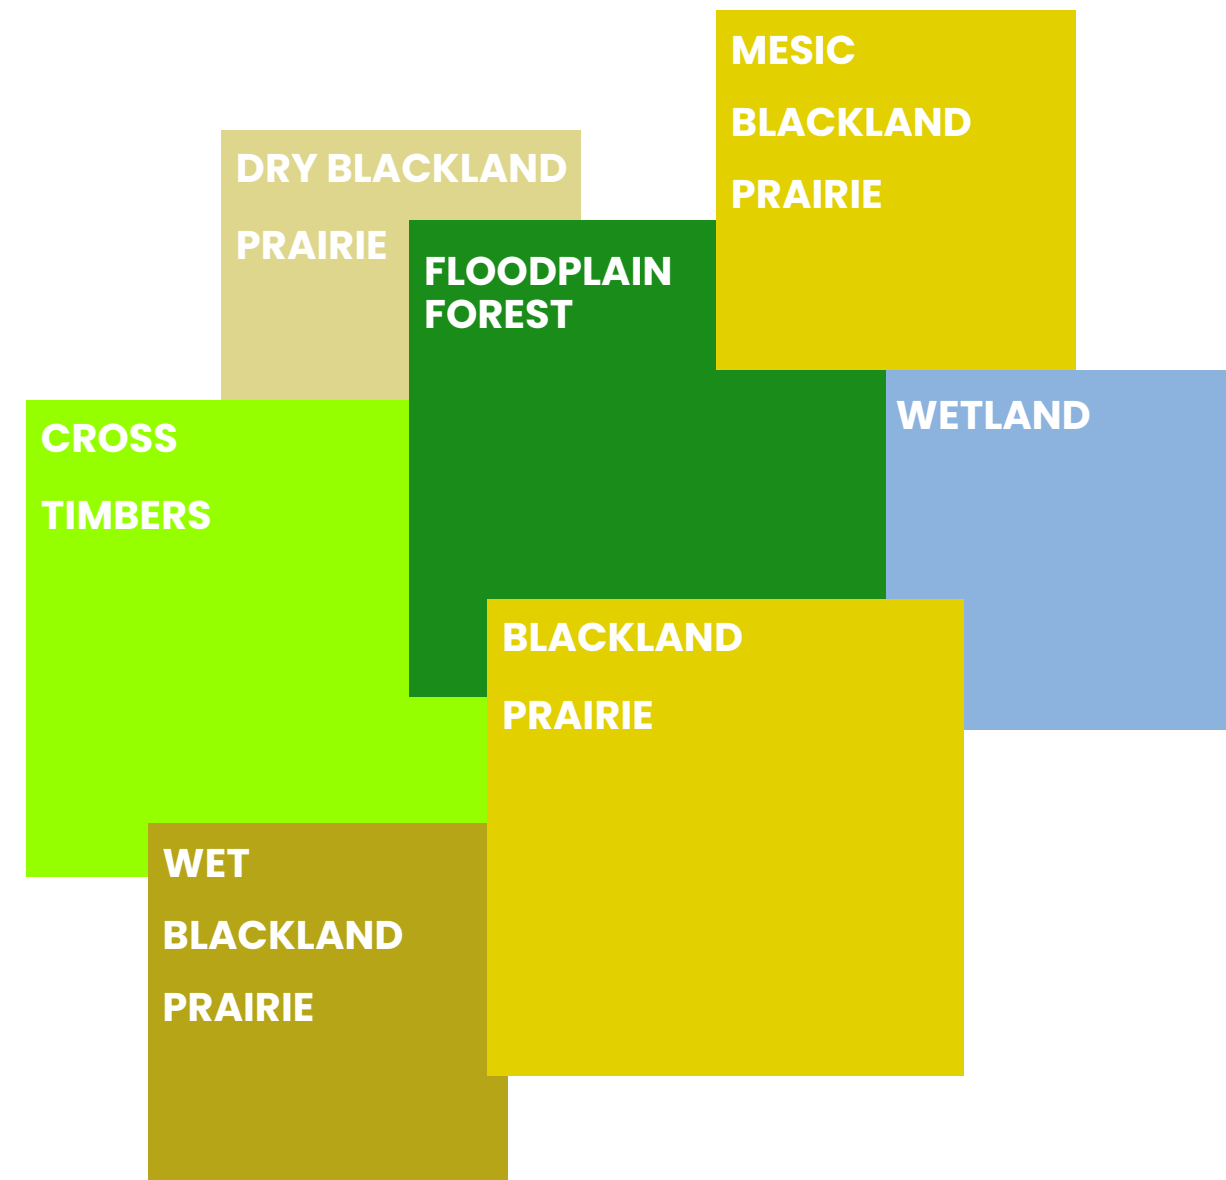 MESIC
BLACKLAND
PRAIRIE
DRY BLACKLAND
PRAIRIE
FLOODPLAIN
FOREST
WETLAND
CROSS
TIMBERS
BLACKLAND
PRAIRIE
WET
BLACKLAND
PRAIRIE